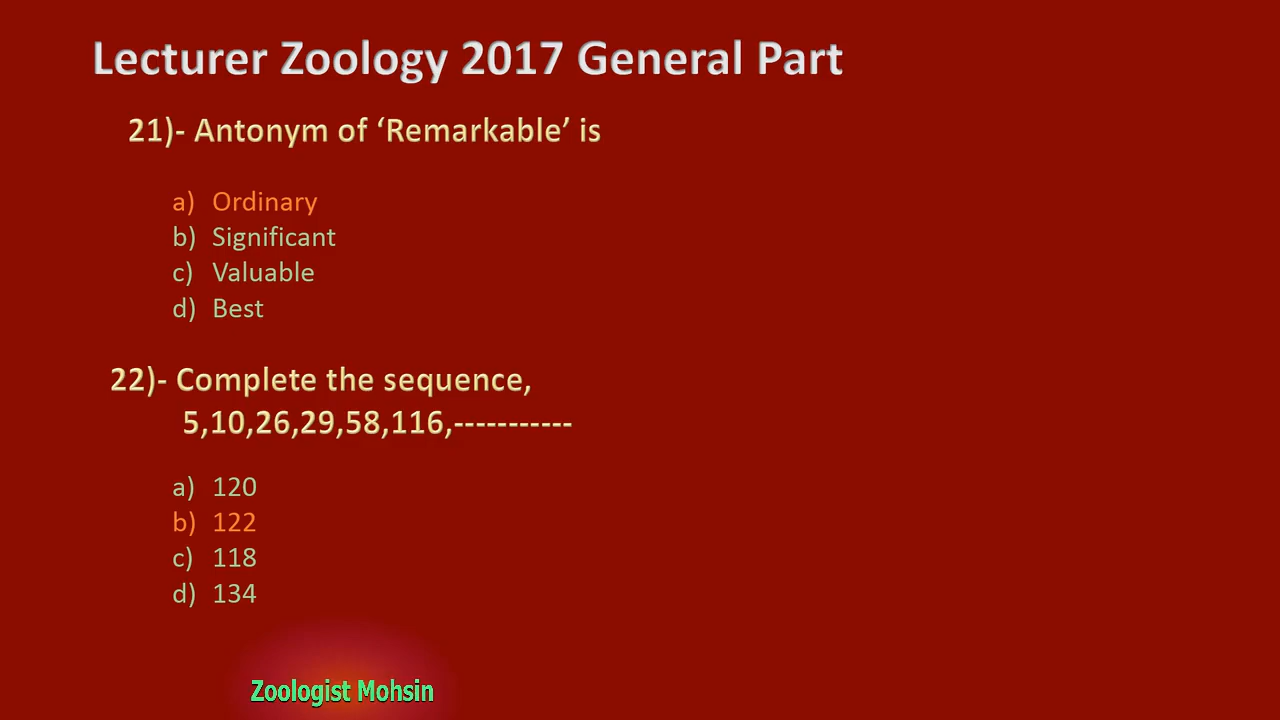 Lecturer Zoology 2017 General Part
21)- Antonym of ‘Remarkable’ is
a) Ordinary
b) Significant
c) Valuable
d) Best
22)- Complete the sequence,
5,10,26,29,58,116,-----------
a) 120
b) 122
c) 118
d) 134
Zoologist Mohsin